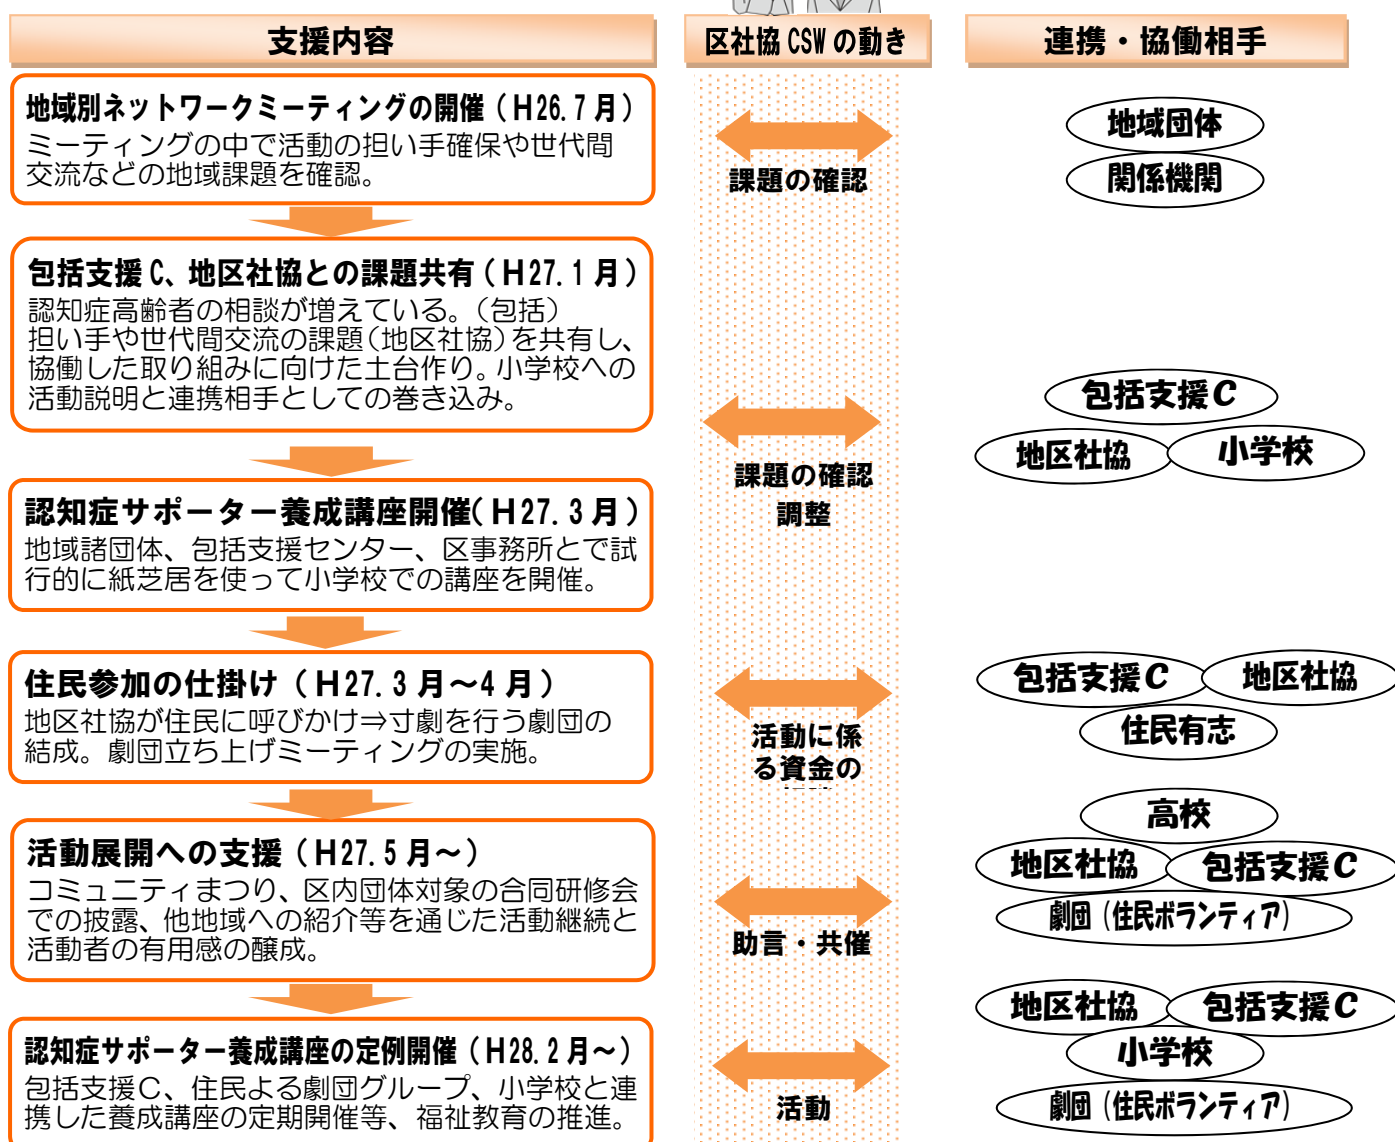 支援内容
区社協CSWの動き
連携・協働相手
地域別ネットワークミーティングの開催（H26.7月）
ミーティングの中で活動の担い手確保や世代間
交流などの地域課題を確認。
課題の確認
地域団体
関係機関
包括支援C、地区社協との課題共有（H27.1月）
認知症高齢者の相談が増えている。（包括）
担い手や世代間交流の課題（地区社協）を共有し、
協働した取り組みに向けた土台作り。小学校への
活動説明と連携相手としての巻き込み。
課題の確認
調整
包括支援C
地区社協
小学校
認知症サポーター養成講座開催（H27.3月）
地域諸団体、包括支援センター、区事務所とで試
行的に紙芝居を使って小学校での講座を開催。
住民参加の仕掛け（H27.3月～4月）
地区社協が住民に呼びかけ⇒寸劇を行う劇団の
結成。劇団立ち上げミーティングの実施。
活動に係
る資金の
包括支援C
地区社協
住民有志
活動展開への支援（H27.5月～）
コミュニティまつり、区内団体対象の合同研修会
での披露、他地域への紹介等を通じた活動継続と
活動者の有用感の醸成。
助言・共催
高校
地区社協
包括支援C
劇団（住民ボランティア）
認知症サポーター養成講座の定例開催（H28.2月～）
包括支援C、住民よる劇団グループ、小学校と連
携した養成講座の定期開催等、福祉教育の推進。
活動
地区社協
包括支援C
小学校
劇団（住民ボランティア）